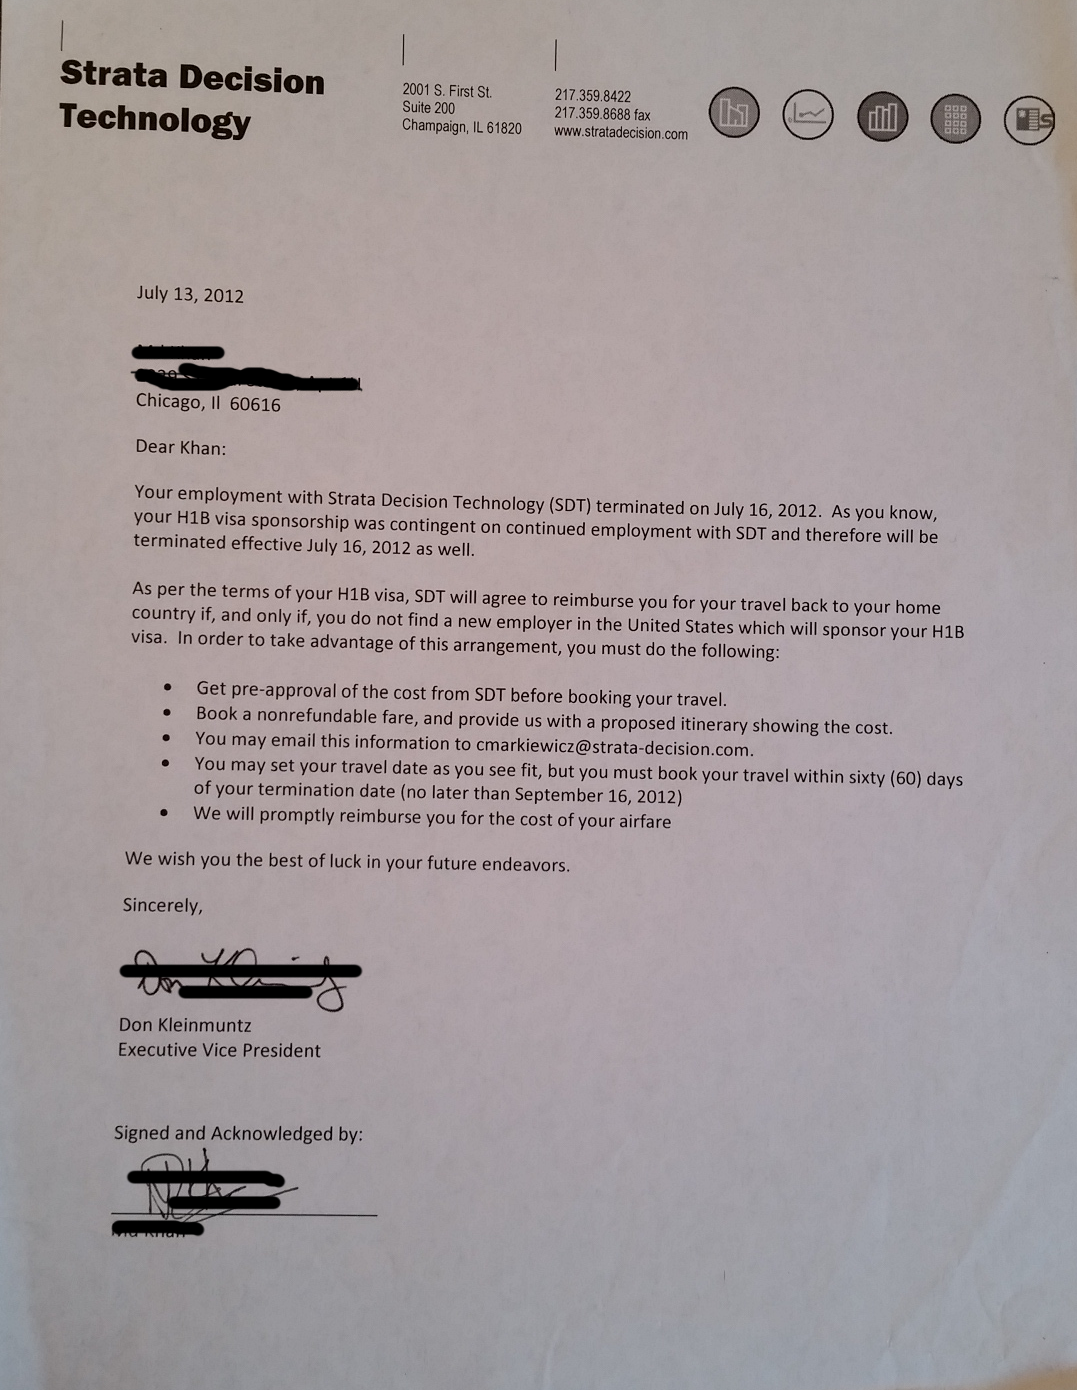 Strata Decision
Technology
2001 S. First St.
Suite 200
Champaign, IL 61820
217.359.8422
217.359.8688 fax
www.stratadecision.com
July 13, 2012
Chicago, Il 60616
Dear Khan:
Your employment with Strata Decision Technology (SDT) terminated on July 16, 2012. As you know,
your H1B visa sponsorship was contingent on continued employment with SDT and therefore will be
terminated effective July 16, 2012 as well.
As per the terms of your H1B visa, SDT will agree to reimburse you for your travel back to your home
country if, and only if, you do not find a new employer in the United States which will sponsor your H1B
visa. In order to take advantage of this arrangement, you must do the following:
• Get pre-approval of the cost from SDT before booking your travel.
• Book a nonrefundable fare, and provide us with a proposed itinerary showing the cost.
• You may email this information to cmarkiewicz@strata-decision.com.
• You may set your travel date as you see fit, but you must book your travel within sixty (60) days
of your termination date (no later than September 16, 2012)
• We will promptly reimburse you for the cost of your airfare
We wish you the best of luck in your future endeavors.
Sincerely,
Don Kleinmuntz
Executive Vice President
Signed and Acknowledged by: